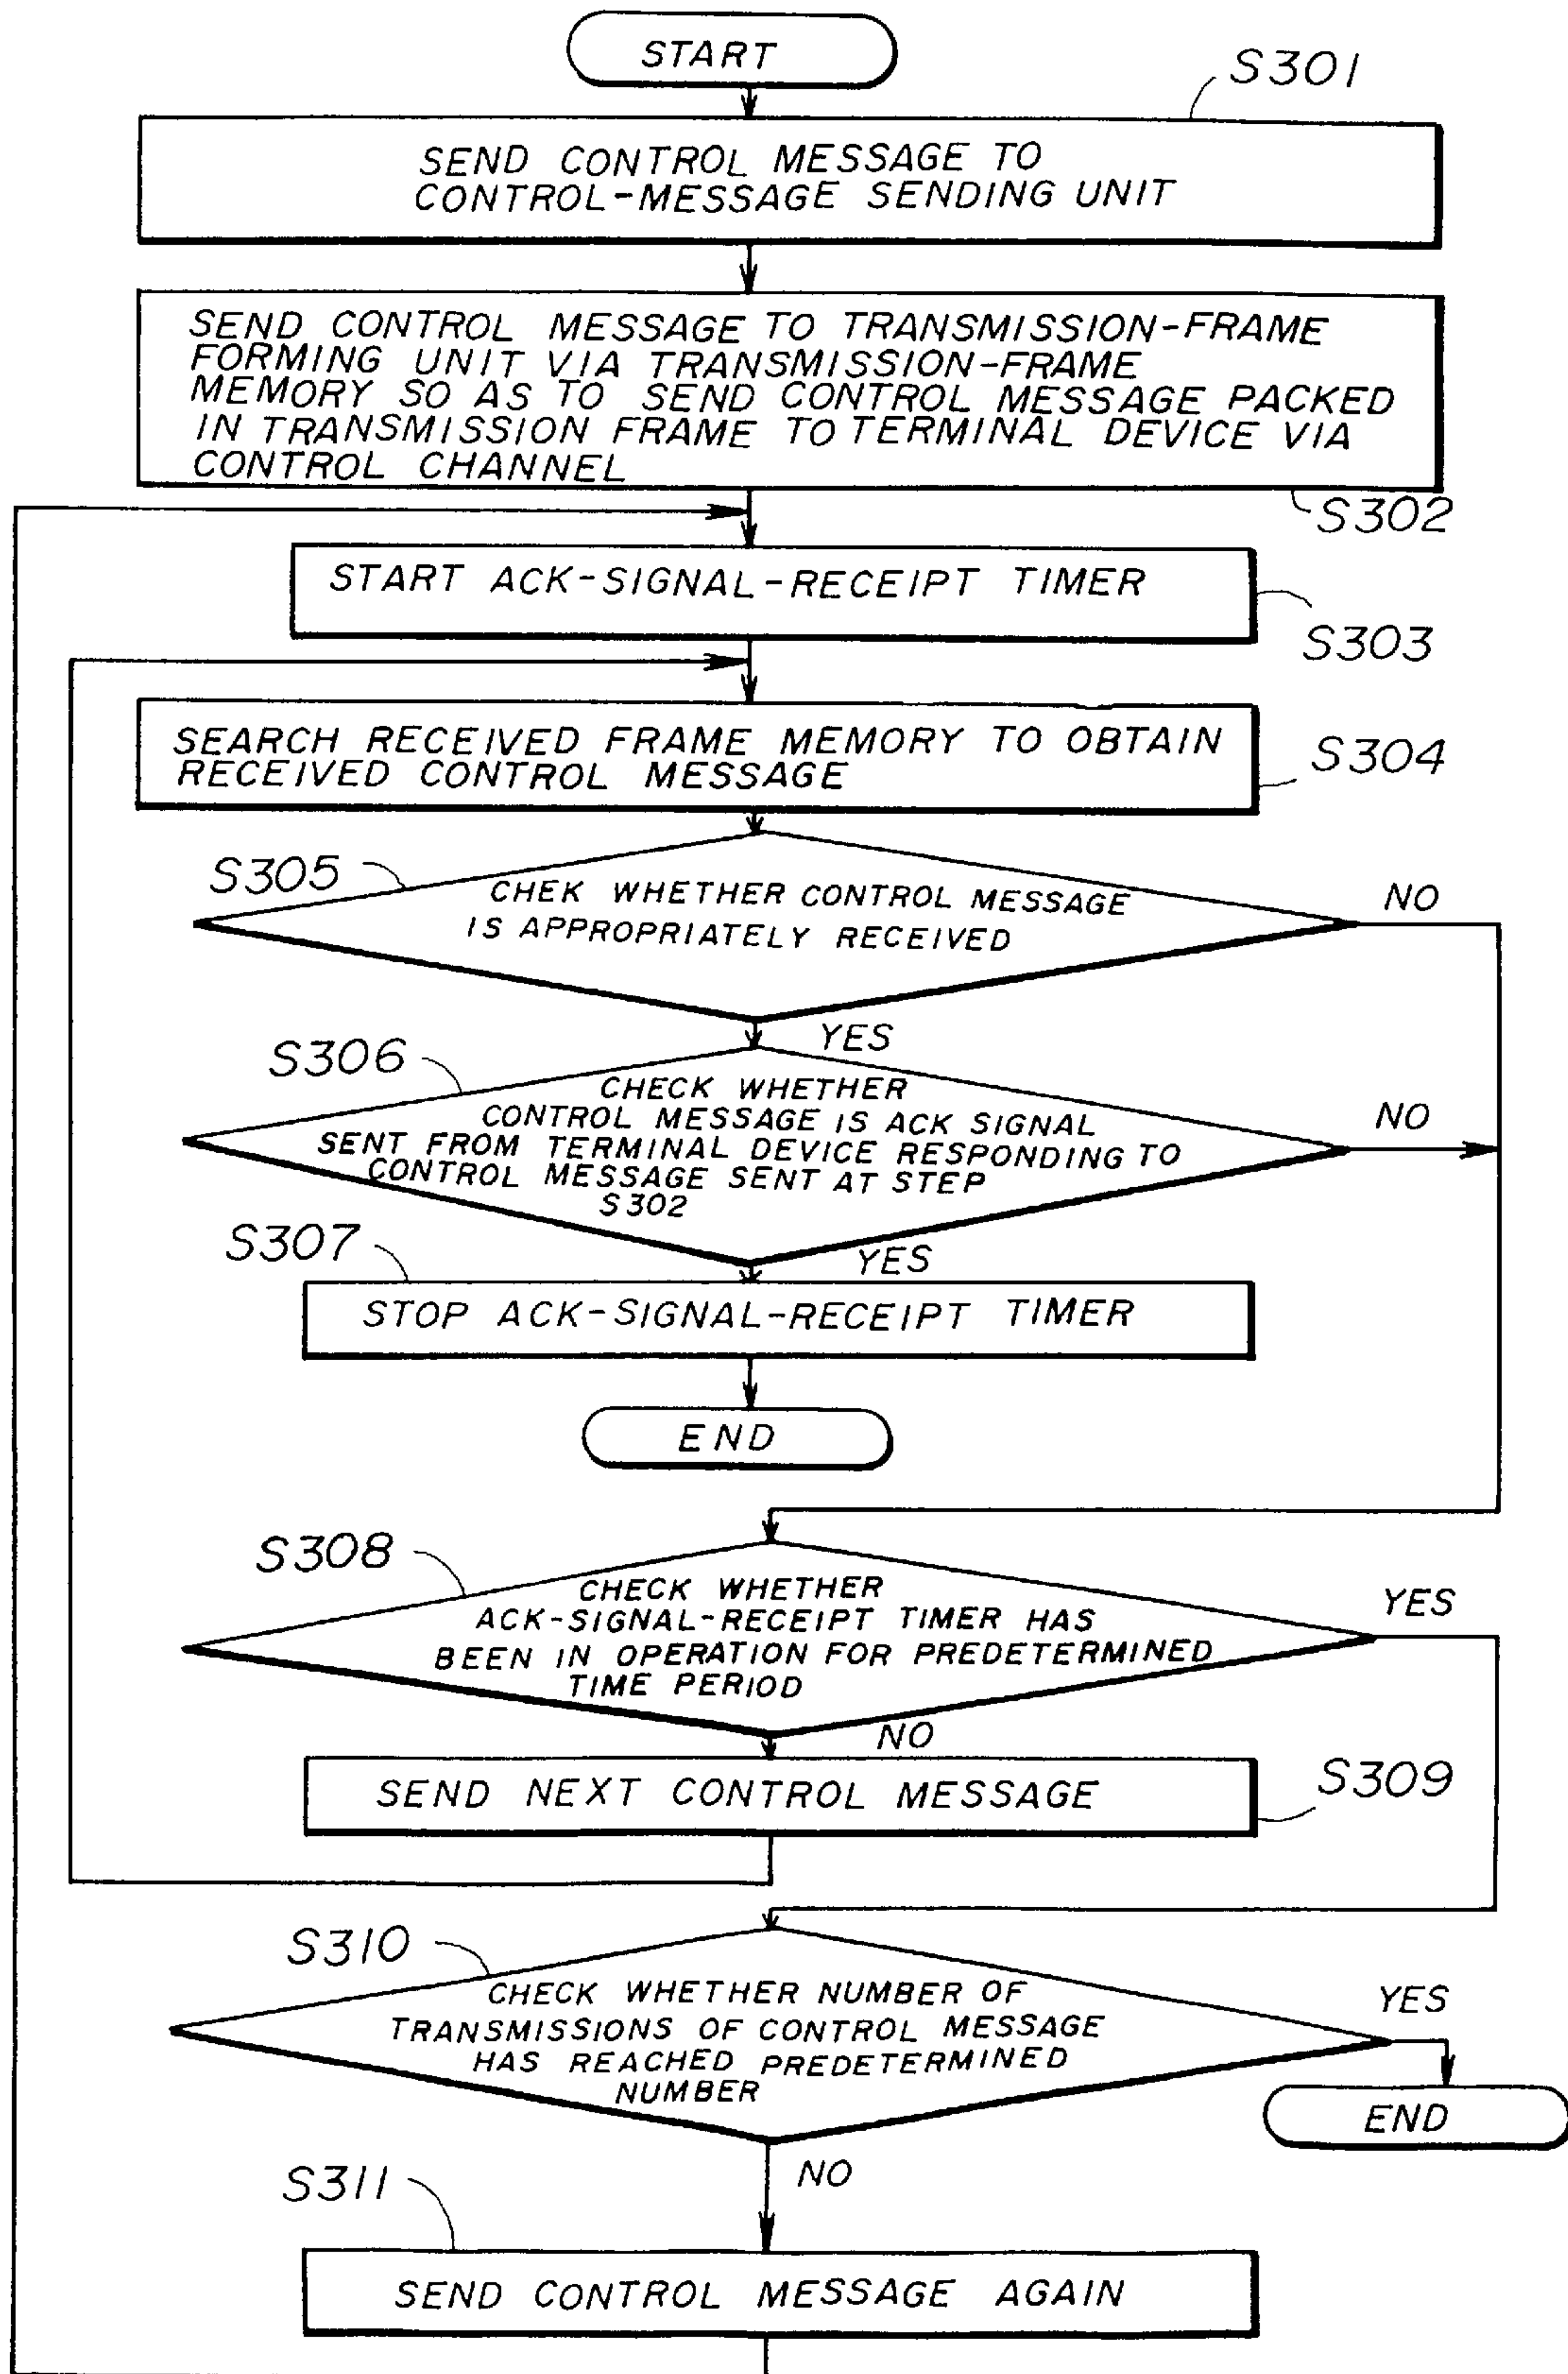 START
S301
SEND CONTROL MESSAGE TO
CONTROL-MESSAGE SENDING UNIT
SEND CONTROL MESSAGE TO TRANSMISSION-FRAME
FORMING UNIT VIA TRANSMISSION-FRAME
MEMORY SO AS TO SEND CONTROL MESSAGE PACKED
IN TRANSMISSION FRAME TO TERMINAL DEVICE VIA
CONTROL CHANNEL
S302
START ACK-SIGNAL-RECEIPT TIMER
S303
SEARCH RECEIVED FRAME MEMORY TO OBTAIN
RECEIVED CONTROL MESSAGE
S304
S305
CHEK WHETHER CONTROL MESSAGE
IS APPROPRIATELY RECEIVED
NO
YES
S306
CHECK WHETHER
CONTROL MESSAGE IS ACK SIGNAL
SENT FROM TERMINAL DEVICE RESPONDING TO
CONTROL MESSAGE SENT AT STEP
S302
NO
YES
S307
STOP ACK-SIGNAL-RECEIPT TIMER
END
S308
CHECK WHETHER
ACK-SIGNAL-RECEIPT TIMER HAS
BEEN IN OPERATION FOR PREDETERMINED
TIME PERIOD
YES
NO
SEND NEXT CONTROL MESSAGE
S309
S310
CHECK WHETHER NUMBER OF
TRANSMISSIONS OF CONTROL MESSAGE
HAS REACHED PREDETERMINED
NUMBER
YES
END
NO
S311
SEND CONTROL MESSAGE AGAIN